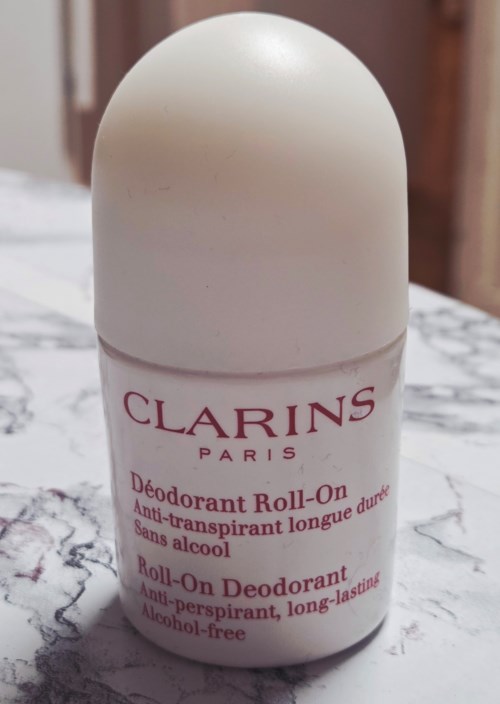 CLARINS
PARIS
Déodorant Roll-On
Anti-transpirant longue durée
Sans alcool
Roll-On Deodorant
Anti-perspirant, long-lasting
Alcohol-free